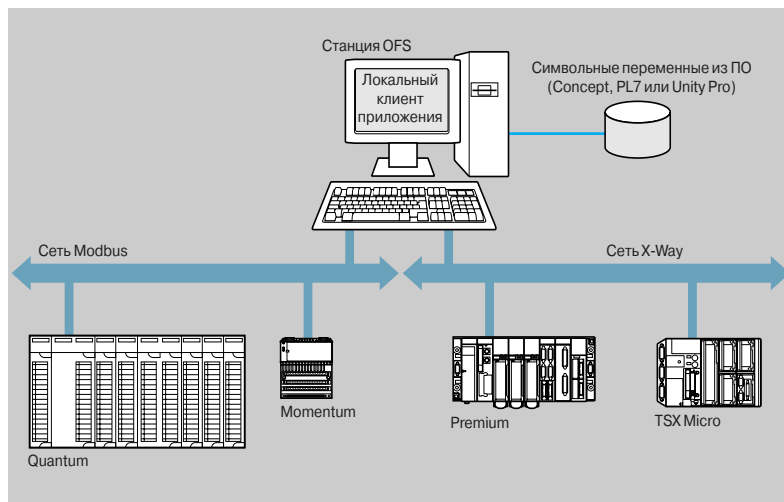 Станция OFS
Локальный
клиент
приложения
Символьные переменные из ПО
(Concept, PL7 или Unity Pro)
Сеть Modbus
Сеть X-Way
Quantum
Momentum
Premium
TSX Micro